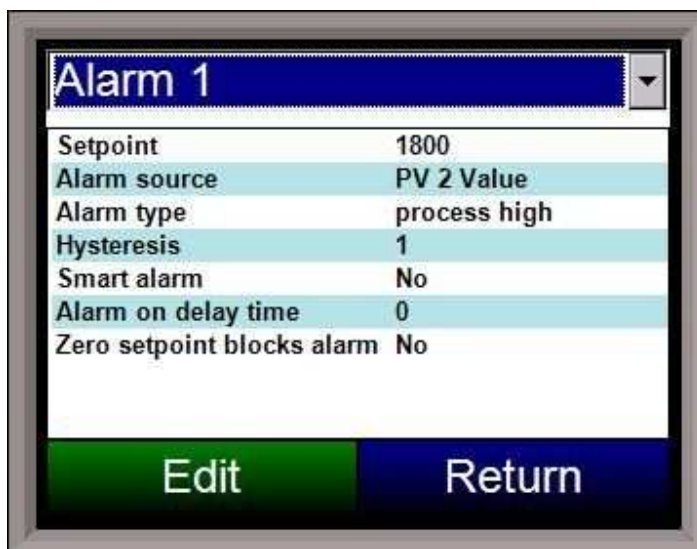 Alarm 1
Setpoint 1800
Alarm source PV 2 Value
Alarm type process high
Hysteresis 1
Smart alarm No
Alarm on delay time 0
Zero setpoint blocks alarm No
Edit Return